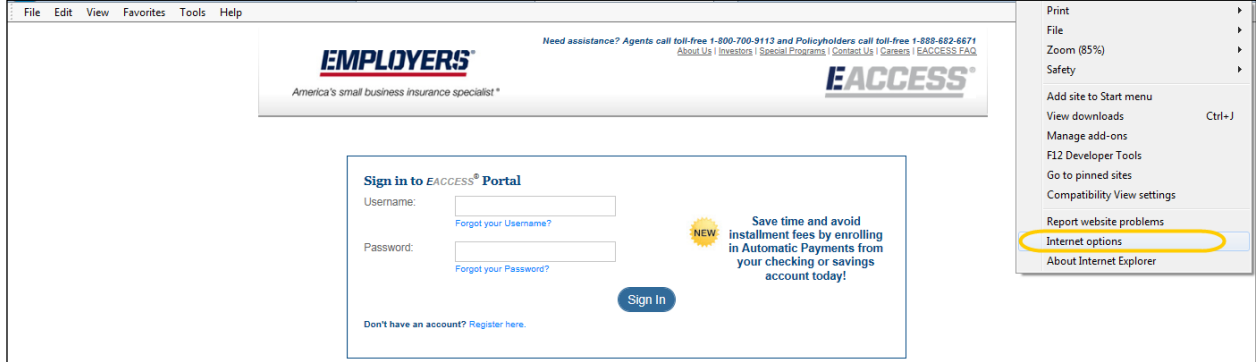 File Edit View Favorites Tools Help
Need assistance? Agents call toll-free 1-800-700-9113 and Policyholders call toll-free 1-888-682-6671
About Us | Investors | Special Programs | Contact Us | Careers | EACCESS FAQ
EMPLOYERS®
America's small business insurance specialist.®
EACCESS®
Sign in to EACCESS® Portal
Username:
Forgot your Username?
Password:
Forgot your Password?
Sign In
Don't have an account? Register here.
NEW
Save time and avoid
installment fees by enrolling
in Automatic Payments from
your checking or savings
account today!
Print
File
Zoom (85%)
Safety
Add site to Start menu
View downloads Ctrl+J
Manage add-ons
F12 Developer Tools
Go to pinned sites
Compatibility View settings
Report website problems
Internet options
About Internet Explorer